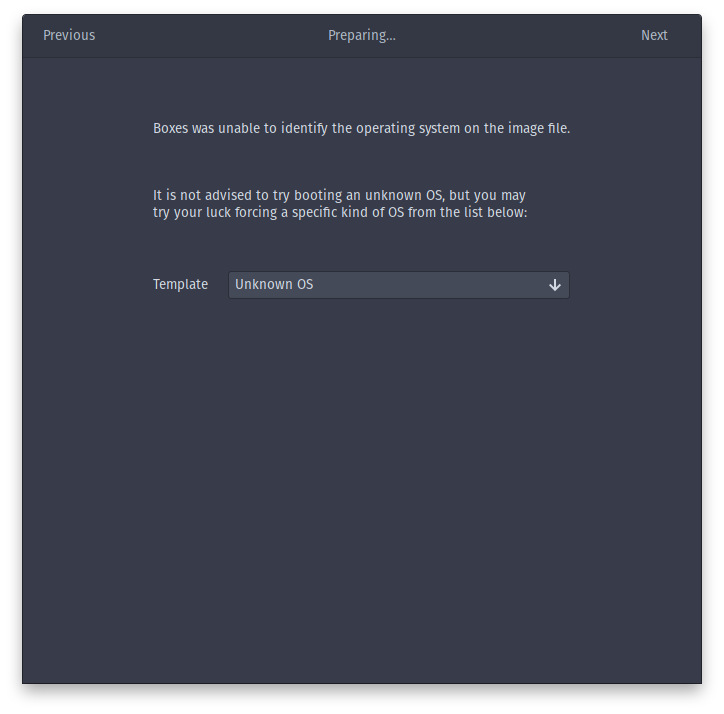 Previous
Preparing...
Next
Boxes was unable to identify the operating system on the image file.
It is not advised to try booting an unknown OS, but you may
try your luck forcing a specific kind of OS from the list below:
Template
Unknown OS